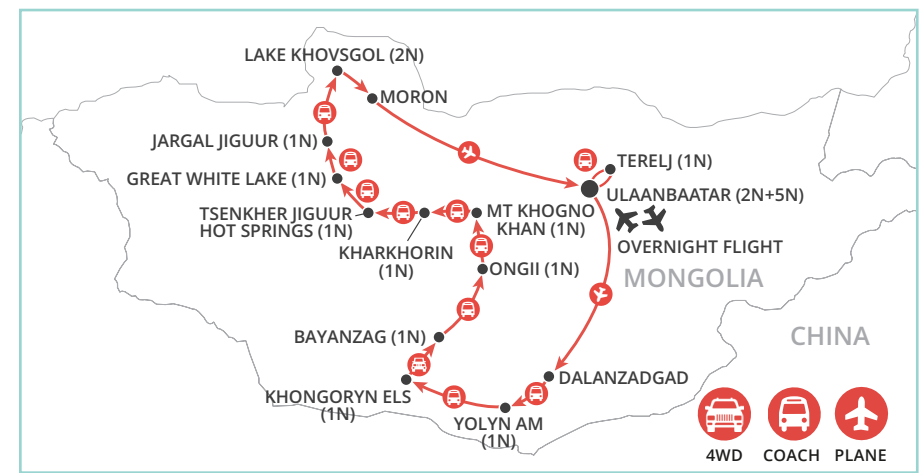 LAKE KHOVSGOL (2N)
MORON
JARGAL JIGUUR (1N)
TERELJ (1N)
GREAT WHITE LAKE (1N)
ULAANBAATAR (2N+5N)
TSENKHER JIGUUR
HOT SPRINGS (1N)
MT KHOGNO
KHAN (1N)
KHARKHORIN
(1N)
OVERNIGHT FLIGHT
ONGII (1N)
MONGOLIA
BAYANZAG (1N)
CHINA
DALANZADGAD
KHONGORYN ELS
(1N)
YOLYN AM
(1N)
4WD
COACH
PLANE